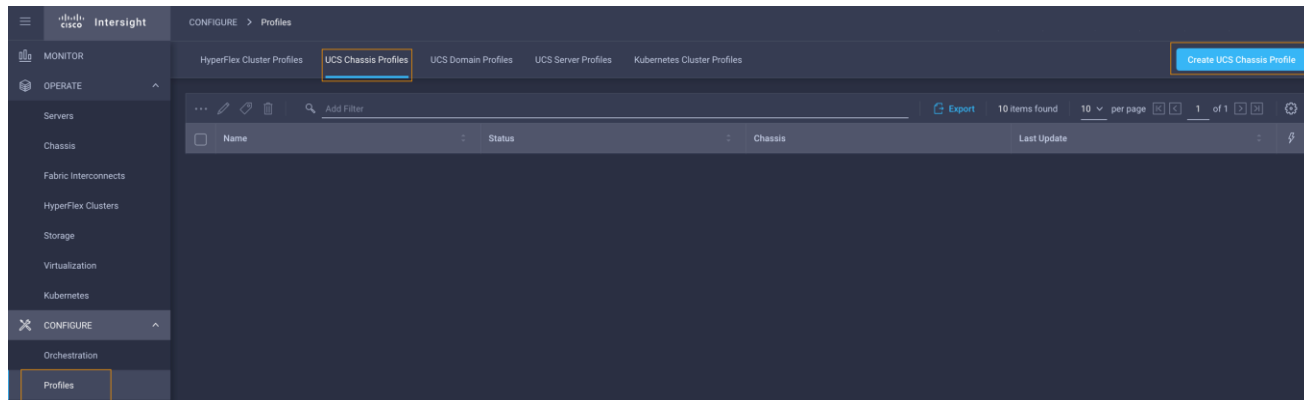 cisco Intersight
CONFIGURE > Profiles
MONITOR
OPERATE
Servers
Chassis
Fabric Interconnects
HyperFlex Clusters
Storage
Virtualization
Kubernetes
CONFIGURE
Orchestration
Profiles
HyperFlex Cluster Profiles UCS Chassis Profiles UCS Domain Profiles UCS Server Profiles Kubernetes Cluster Profiles
Create UCS Chassis Profile
... Add Filter Export 10 items found 10 per page 1 of 1
Name Status Chassis Last Update